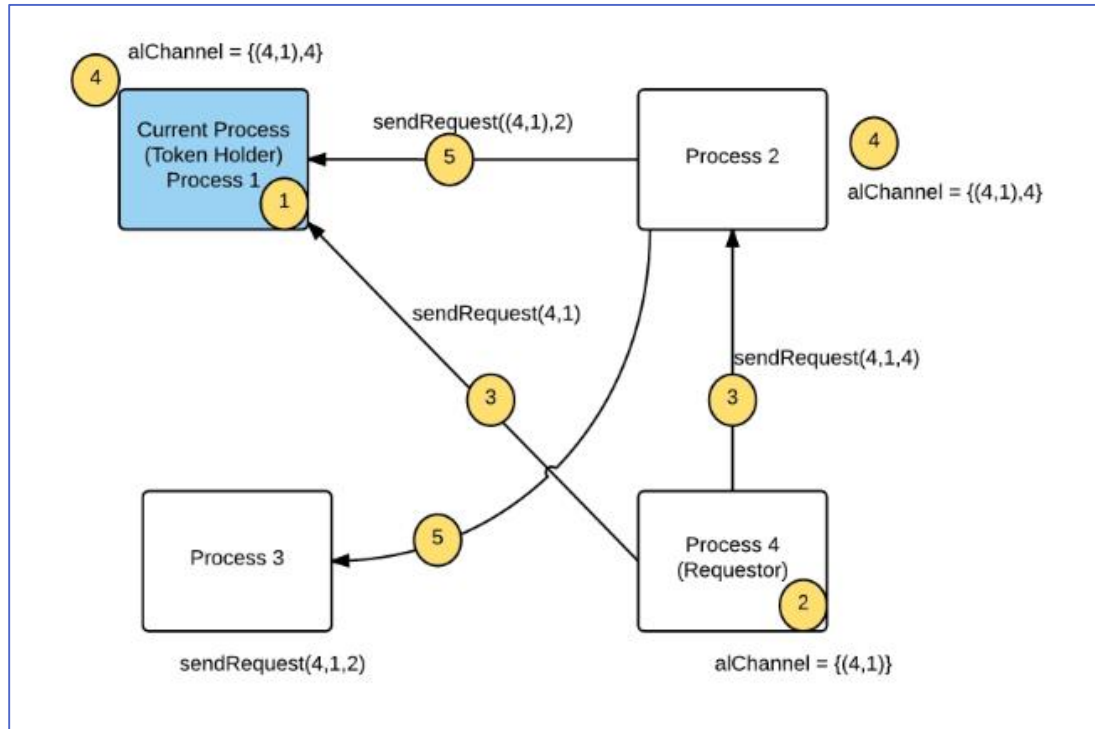 alChannel = {(4,1),4}
4
Current Process
(Token Holder)
Process 1
1
sendRequest((4,1),2)
5
Process 2
4
alChannel = {(4,1),4}
sendRequest(4,1)
3
sendRequest(4,1,4)
3
Process 3
5
sendRequest(4,1,2)
Process 4
(Requestor)
2
alChannel = {(4,1)}